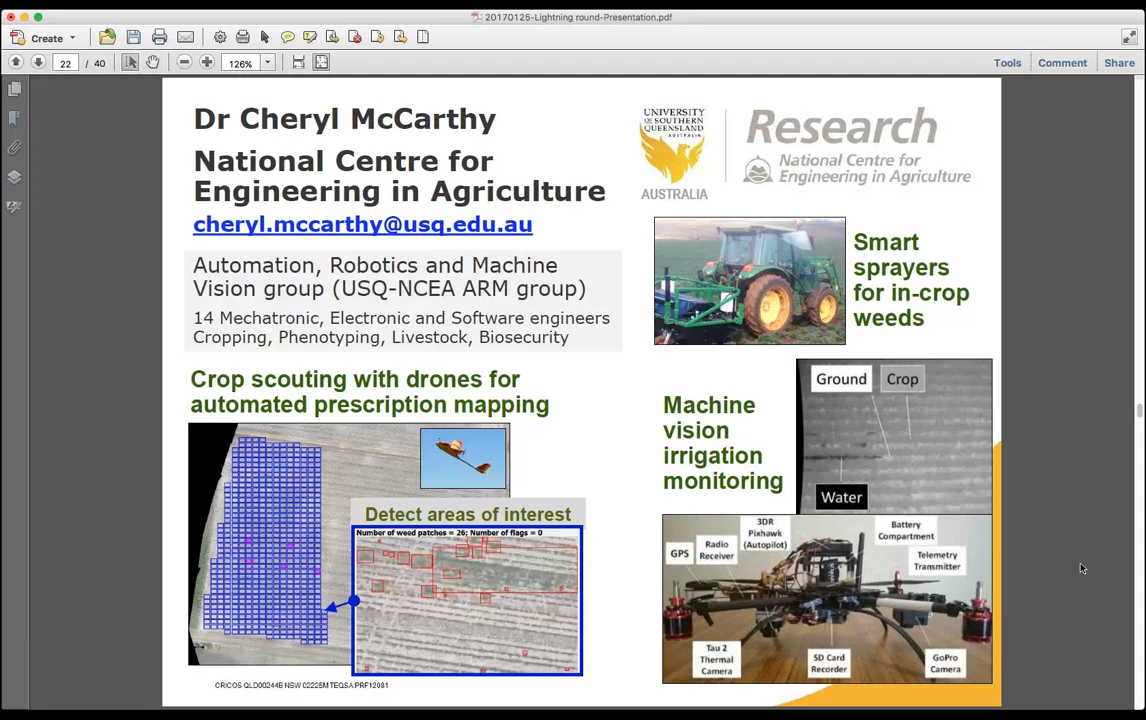 20170125-Lightning round-Presentation.pdf
Create
22 / 40
126%
Tools
Comment
Share
Dr Cheryl McCarthy
National Centre for
Engineering in Agriculture
cheryl.mccarthy@usq.edu.au
UNIVERSITY
OF SOUTHERN
QUEENSLAND
AUSTRALIA
AUSTRALIA
Research
National Centre for
Engineering in Agriculture
Automation, Robotics and Machine
Vision group (USQ-NCEA ARM group)
14 Mechatronic, Electronic and Software engineers
Cropping, Phenotyping, Livestock, Biosecurity
Smart
sprayers
for in-crop
weeds
Crop scouting with drones for
automated prescription mapping
Detect areas of interest
Number of weed patches = 26; Number of flags = 0
Machine
vision
irrigation
monitoring
Ground
Crop
Water
GPS
Radio
Receiver
3DR
Pixhawk
(Autopilot)
Battery
Compartment
Telemetry
Transmitter
Tau 2
Thermal
Camera
SD Card
Recorder
GoPro
Camera
CRICOS QLD00244B NSW 02225M TEQSA:PRF12081